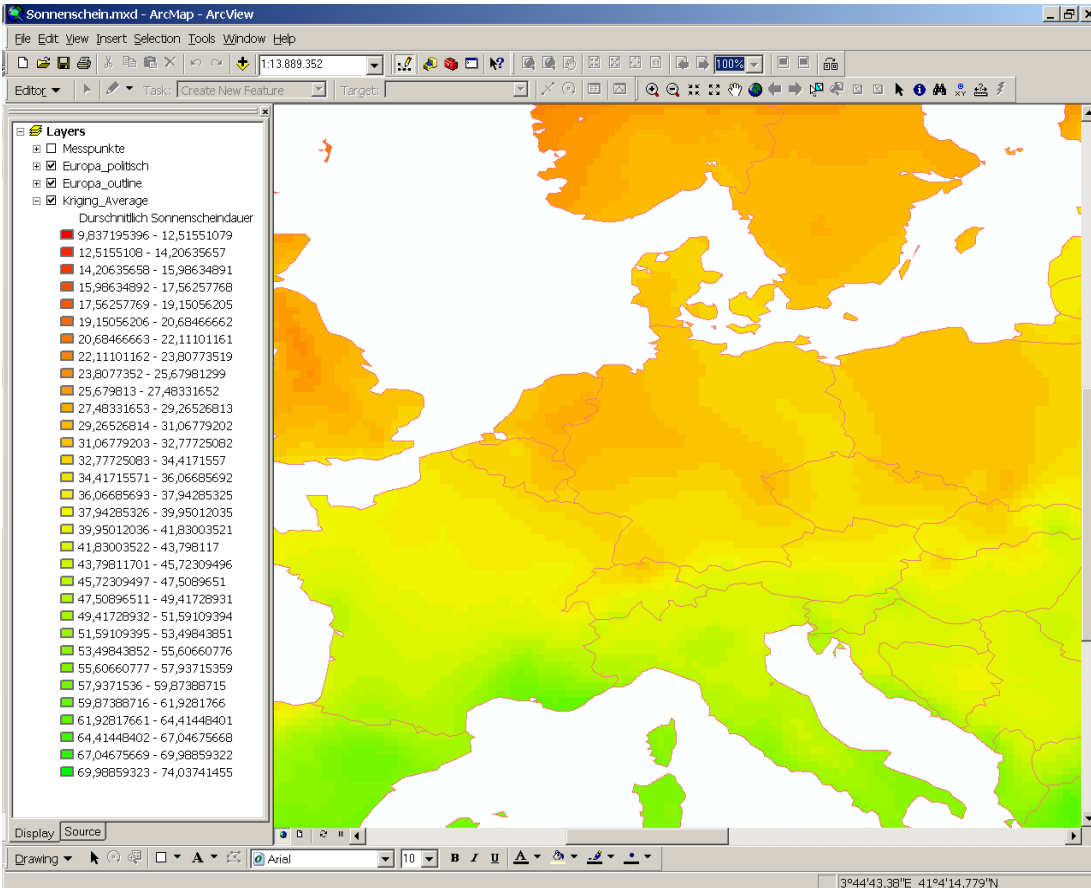 Sonnenschein.mxd - ArcMap - ArcView
File Edit View Insert Selection Tools Window Help
1:13.889.352
100%
Editor Task: Create New Feature Target:
Layers
Messpunkte
Europa_politisch
Europa_outline
Kriging_Average
Durschnitllich Sonnenscheindauer
9,837195396 - 12,51551079
12,5155108 - 14,20635657
14,20635658 - 15,98634891
15,98634892 - 17,56257768
17,56257769 - 19,15056205
19,15056206 - 20,68466662
20,68466663 - 22,11101161
22,11101162 - 23,80773519
23,8077352 - 25,67981299
25,679813 - 27,48331652
27,48331653 - 29,26526813
29,26526814 - 31,06779202
31,06779203 - 32,77725082
32,77725083 - 34,4171557
34,41715571 - 36,06685692
36,06685693 - 37,94285325
37,94285326 - 39,95012035
39,95012036 - 41,83003521
41,83003522 - 43,798117
43,79811701 - 45,72309496
45,72309497 - 47,5089651
47,50896511 - 49,41728931
49,41728932 - 51,59109394
51,59109395 - 53,49843851
53,49843852 - 55,60660776
55,60660777 - 57,93715359
57,9371536 - 59,87388715
59,87388716 - 61,9281766
61,92817661 - 64,41448401
64,41448402 - 67,04675668
67,04675669 - 69,98859322
69,98859323 - 74,03741455
Display Source
Drawing A Arial 10 B I U A
3°44'43,38"E 41°4'14,779"N